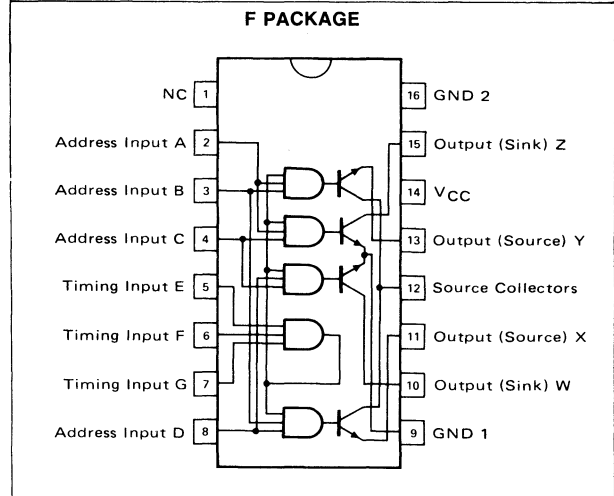 F PACKAGE
NC 1
16 GND 2
Address Input A 2
15 Output (Sink) Z
Address Input B 3
14 VCC
Address Input C 4
13 Output (Source) Y
Timing Input E 5
12 Source Collectors
Timing Input F 6
11 Output (Source) X
Timing Input G 7
10 Output (Sink) W
Address Input D 8
9 GND 1